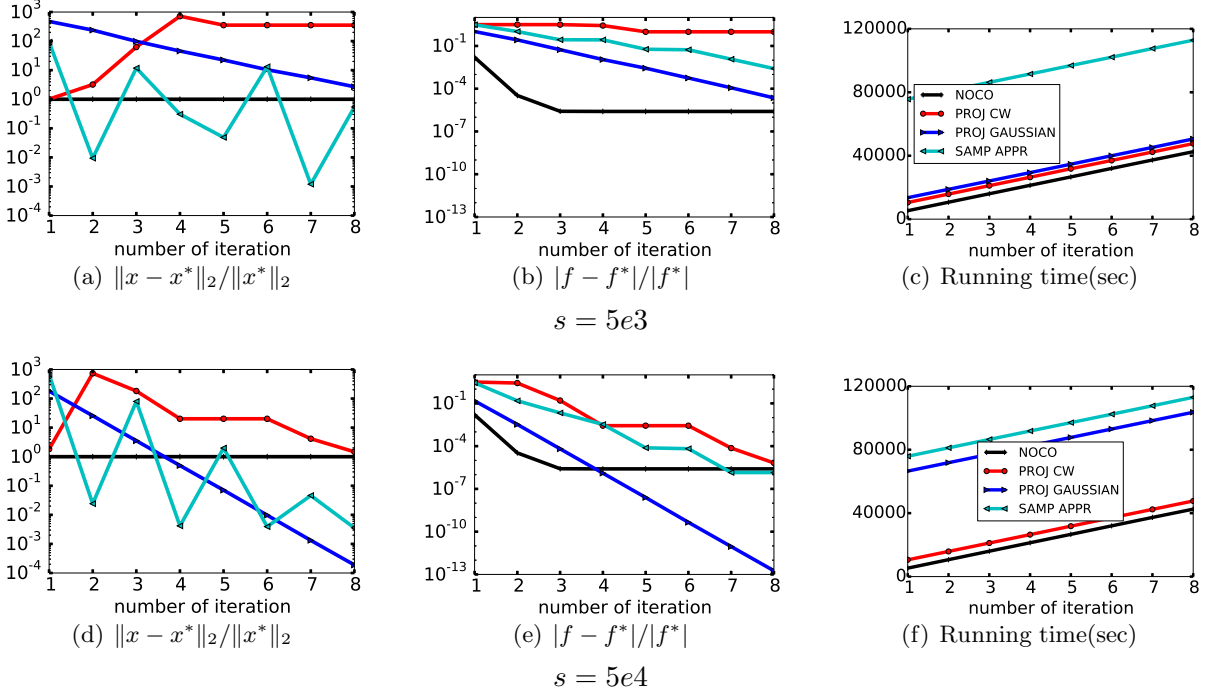 10^3
10^2
10^1
10^0
10^-1
10^-2
10^-3
10^-4
1 2 3 4 5 6 7 8
number of iteration
(a) ‖x − x*‖₂/‖x*‖₂
10^-1
10^-4
10^-7
10^-10
10^-13
1 2 3 4 5 6 7 8
number of iteration
(b) |f − f*|/|f*|
120000
80000
40000
0
NOCO
PROJ CW
PROJ GAUSSIAN
SAMP APPR
1 2 3 4 5 6 7 8
number of iteration
(c) Running time(sec)
s = 5e3
10^3
10^2
10^1
10^0
10^-1
10^-2
10^-3
10^-4
1 2 3 4 5 6 7 8
number of iteration
(d) ‖x − x*‖₂/‖x*‖₂
10^-1
10^-4
10^-7
10^-10
10^-13
1 2 3 4 5 6 7 8
number of iteration
(e) |f − f*|/|f*|
120000
80000
40000
0
NOCO
PROJ CW
PROJ GAUSSIAN
SAMP APPR
1 2 3 4 5 6 7 8
number of iteration
(f) Running time(sec)
s = 5e4